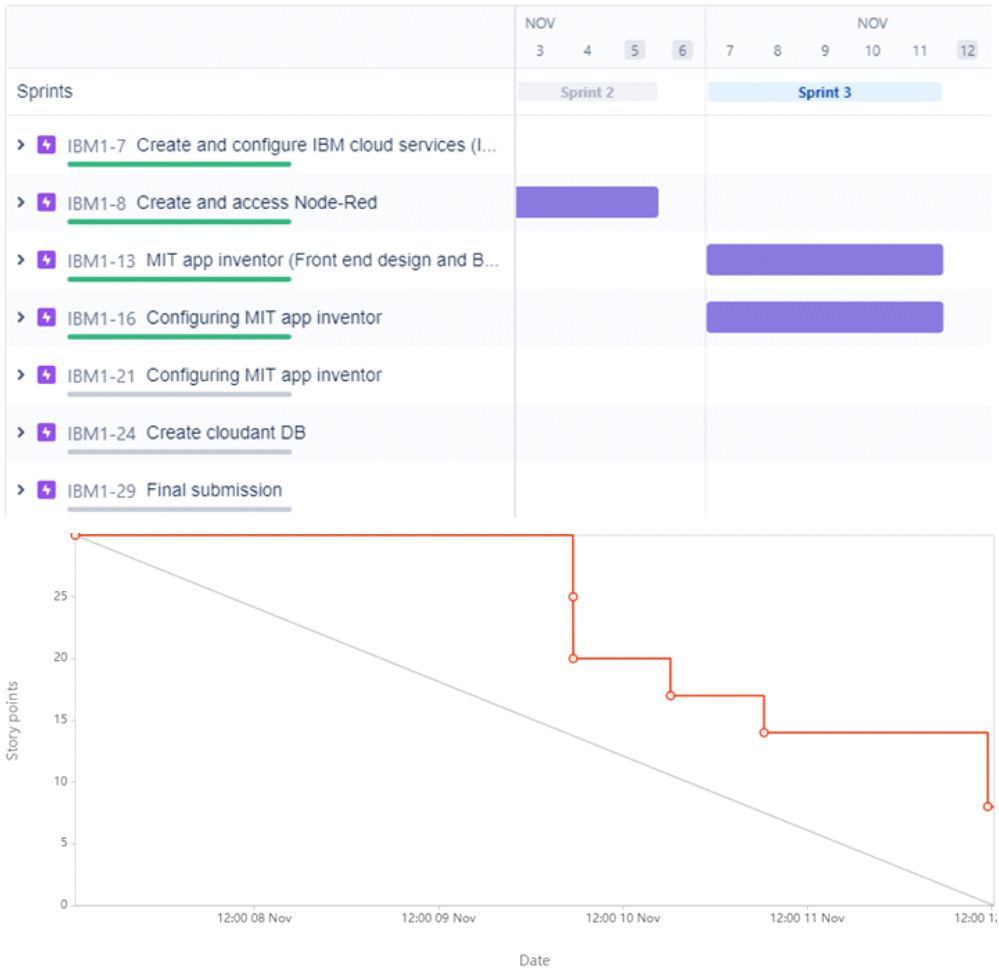 NOV NOV
3 4 5 6 7 8 9 10 11 12
Sprints Sprint 2 Sprint 3
IBM1-7 Create and configure IBM cloud services (I...
IBM1-8 Create and access Node-Red
IBM1-13 MIT app inventor (Front end design and B...
IBM1-16 Configuring MIT app inventor
IBM1-21 Configuring MIT app inventor
IBM1-24 Create cloudant DB
IBM1-29 Final submission
Story points
25
20
15
10
5
0
12:00 08 Nov 12:00 09 Nov 12:00 10 Nov 12:00 11 Nov 12:00 12
Date